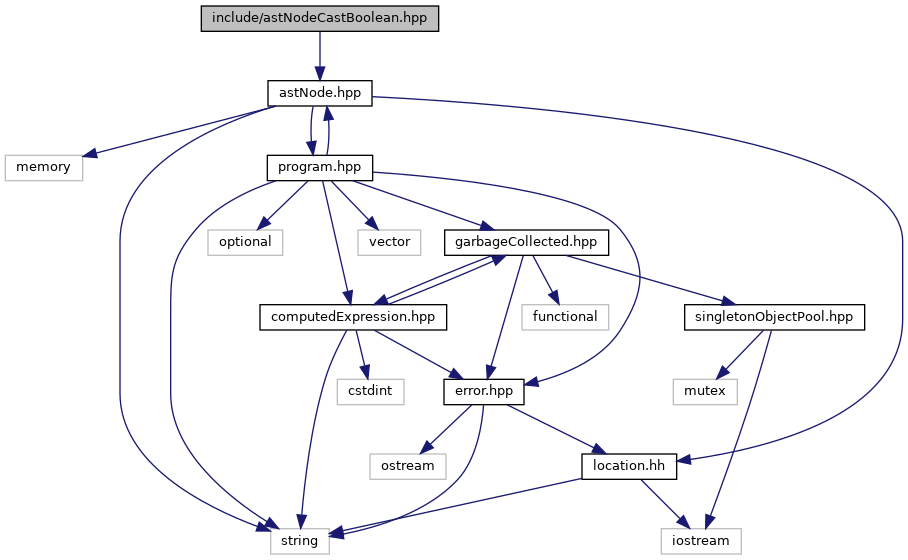 include/astNodeCastBoolean.hpp
astNode.hpp
memory
program.hpp
optional
vector
garbageCollected.hpp
computedExpression.hpp
functional
singletonObjectPool.hpp
cstdint
error.hpp
mutex
ostream
location.hh
string
iostream